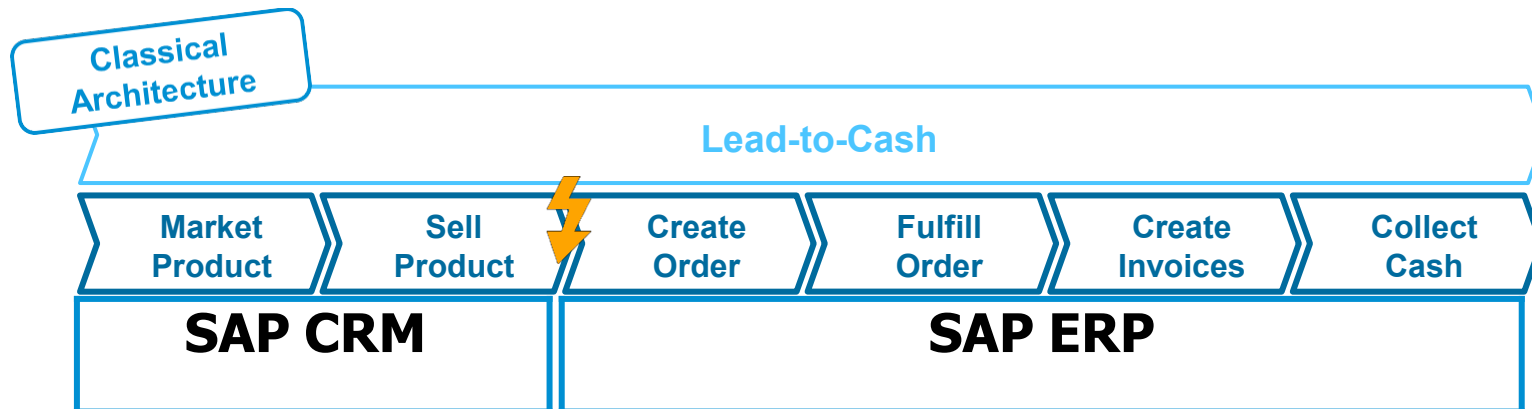 Classical
Architecture
Lead-to-Cash
Market
Product
Sell
Product
Create
Order
Fulfill
Order
Create
Invoices
Collect
Cash
SAP CRM
SAP ERP